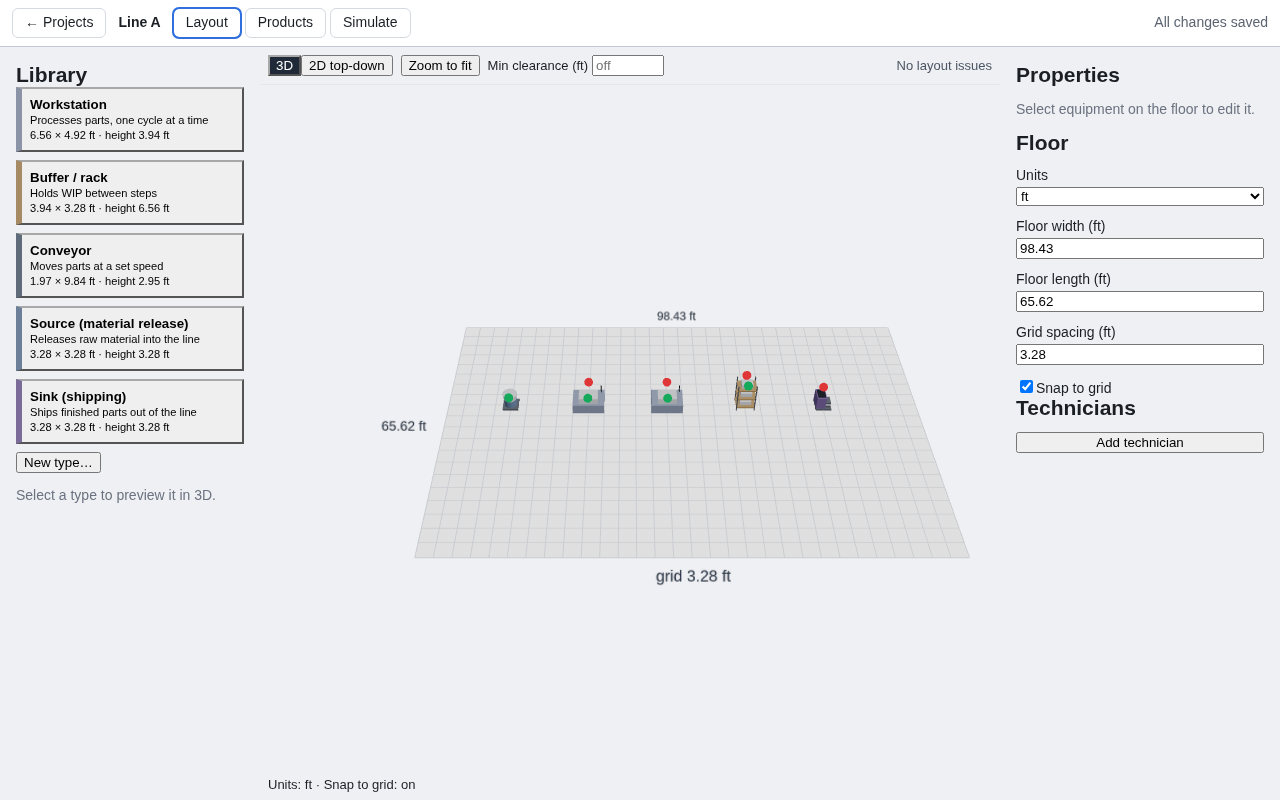 ← Projects
Line A
Layout
Products
Simulate
All changes saved
Library
Workstation
Processes parts, one cycle at a time
6.56 × 4.92 ft · height 3.94 ft
Buffer / rack
Holds WIP between steps
3.94 × 3.28 ft · height 6.56 ft
Conveyor
Moves parts at a set speed
1.97 × 9.84 ft · height 2.95 ft
Source (material release)
Releases raw material into the line
3.28 × 3.28 ft · height 3.28 ft
Sink (shipping)
Ships finished parts out of the line
3.28 × 3.28 ft · height 3.28 ft
New type…
Select a type to preview it in 3D.
3D
2D top-down
Zoom to fit
Min clearance (ft)
off
No layout issues
98.43 ft
65.62 ft
grid 3.28 ft
Units: ft · Snap to grid: on
Properties
Select equipment on the floor to edit it.
Floor
Units
ft
Floor width (ft)
98.43
Floor length (ft)
65.62
Grid spacing (ft)
3.28
Snap to grid
Technicians
Add technician